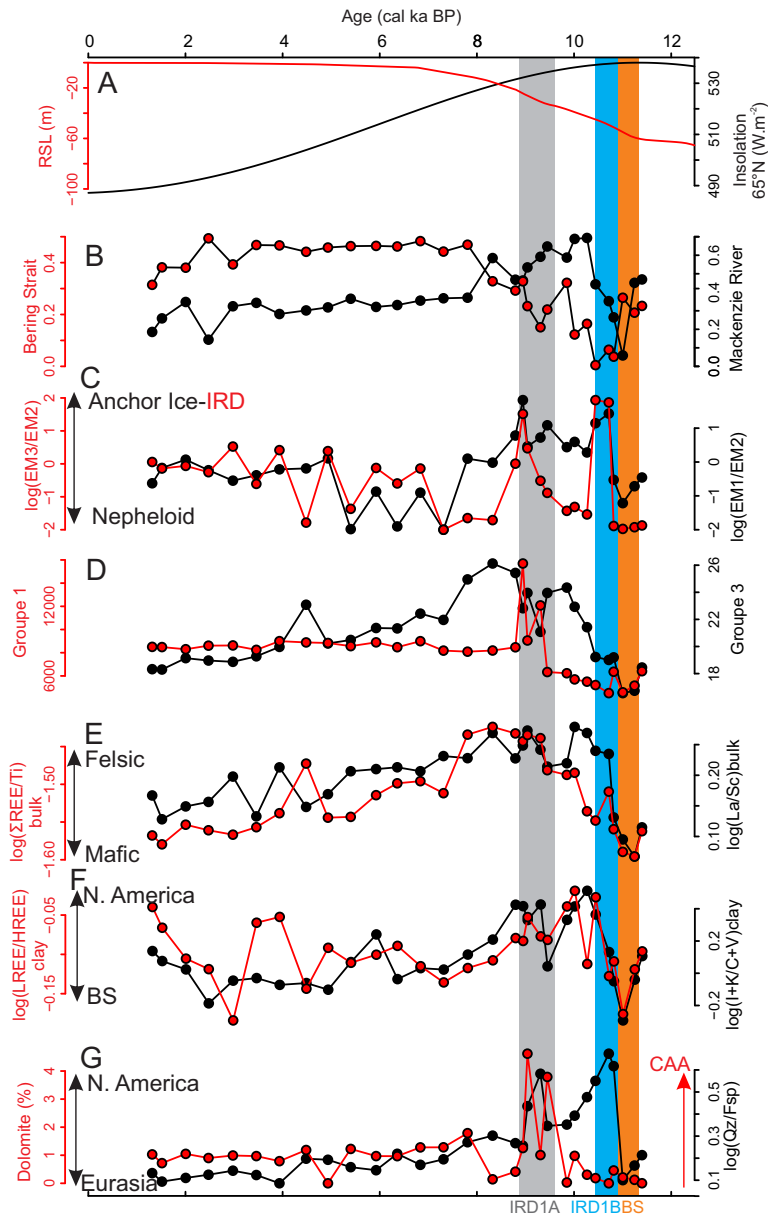 Age (cal ka BP)
0 2 4 6 8 10 12
A
RSL (m)
−20
−60
−100
530
510
490
Insolation
65°N (W.m-2)
B
Bering Strait
0.4
0.2
0.0
0.6
0.4
0.2
0.0
Mackenzie River
C
Anchor Ice-IRD
log(EM3/EM2)
2
1
0
−1
−2
Nepheloid
1
0
−1
−2
log(EM1/EM2)
D
Groupe 1
12000
6000
26
22
18
Groupe 3
E
Felsic
log(ΣREE/Ti)
bulk
−1.50
−1.60
Mafic
0.20
0.10
log(La/Sc)bulk
F
N. America
log(LREE/HREE)
clay
−0.05
−0.15
BS
0.2
−0.2
log(I+K/C+V)clay
G
N. America
Dolomite (%)
4
3
2
1
0
Eurasia
CAA
0.5
0.3
0.1
log(Qz/Fsp)
IRD1A IRD1B BS